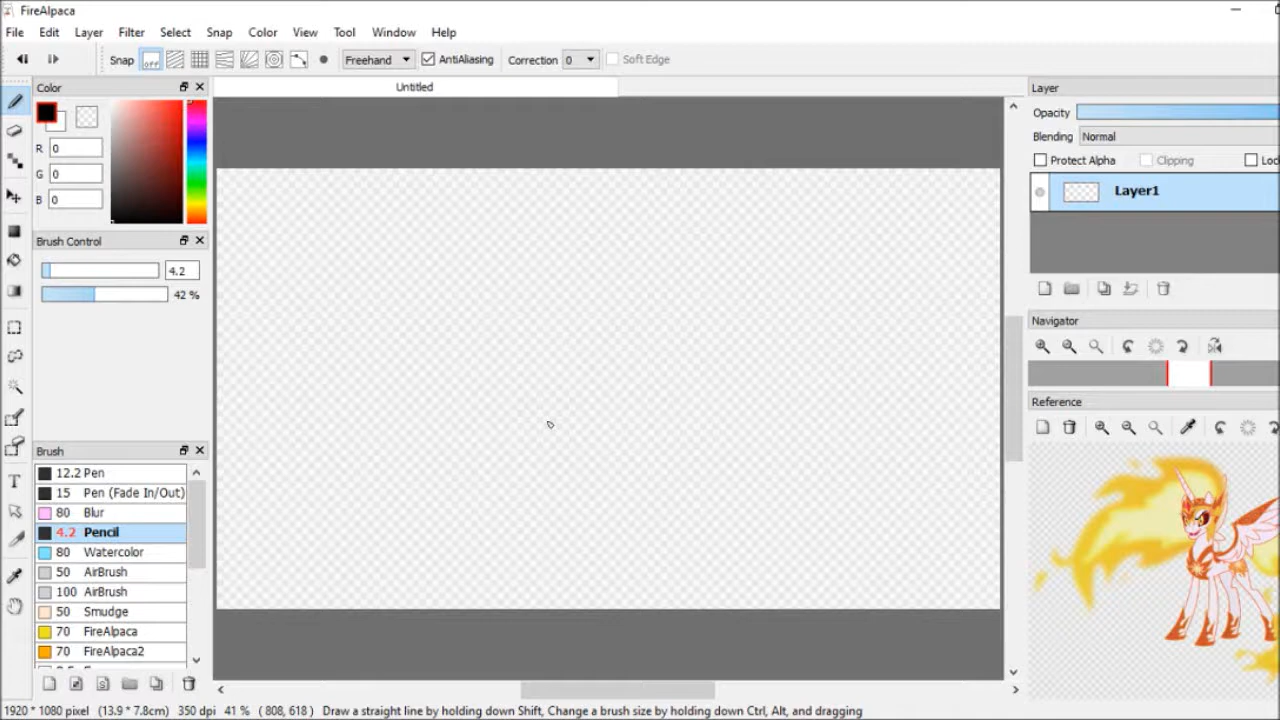 FireAlpaca
File Edit Layer Filter Select Snap Color View Tool Window Help
Snap off Freehand AntiAliasing Correction 0 Soft Edge
Color
R 0
G 0
B 0
Brush Control
4.2
42 %
Brush
12.2 Pen
15 Pen (Fade In/Out)
80 Blur
4.2 Pencil
80 Watercolor
50 AirBrush
100 AirBrush
50 Smudge
70 FireAlpaca
70 FireAlpaca2
Untitled
Layer
Opacity
Blending Normal
Protect Alpha Clipping Loc
Layer1
Navigator
Reference
1920 * 1080 pixel (13.9 * 7.8cm) 350 dpi 41 % ( 808, 618 ) Draw a straight line by holding down Shift, Change a brush size by holding down Ctrl, Alt, and dragging